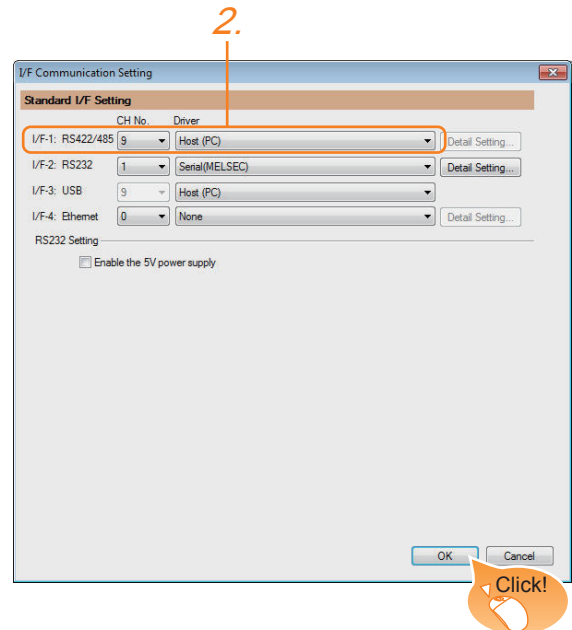 2.
I/F Communication Setting
Standard I/F Setting
CH No. Driver
I/F-1: RS422/485 9 Host (PC) Detail Setting...
I/F-2: RS232 1 Serial(MELSEC) Detail Setting...
I/F-3: USB 9 Host (PC)
I/F-4: Ethernet 0 None Detail Setting...
RS232 Setting
Enable the 5V power supply
OK Cancel
Click!